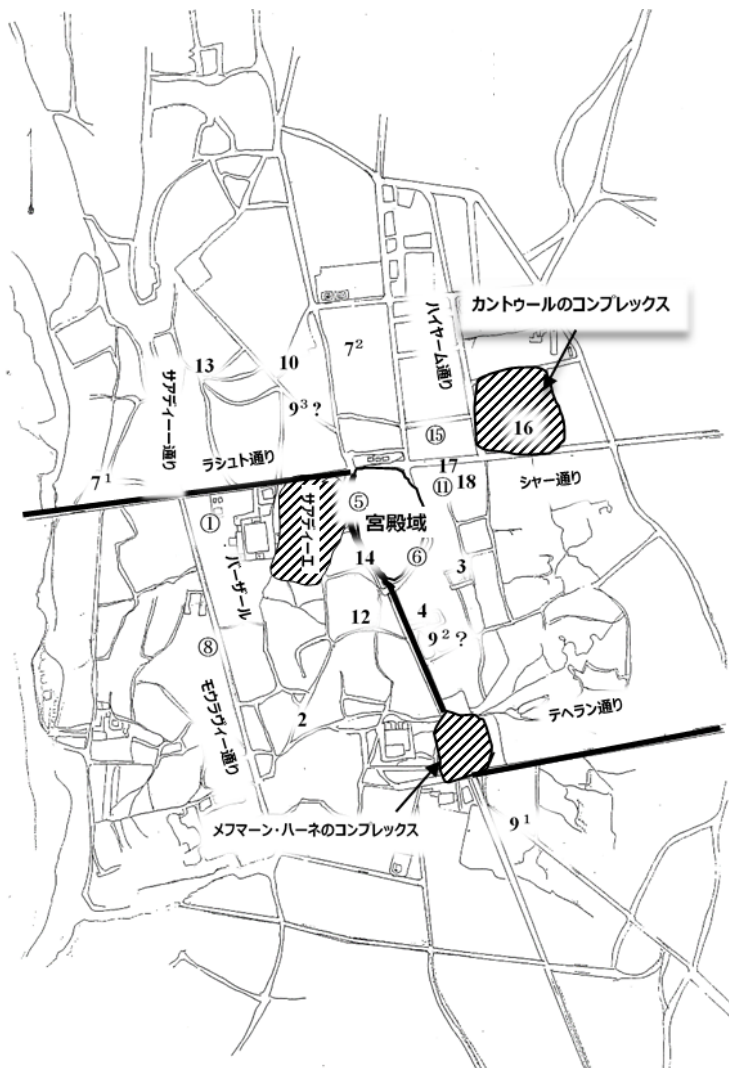 カントゥールのコンプレックス
ハイヤーム通り
7²
10
13
サアディーー通り
9³ ?
16
⑮
ラシュト通り
17
7¹
⑪
18
シャー通り
サアディーエ
⑤
宮殿域
①
バーザール
14
⑥
3
12
4
9² ?
⑧
モウラヴィー通り
2
テヘラン通り
メフマーン・ハーネのコンプレックス
9¹